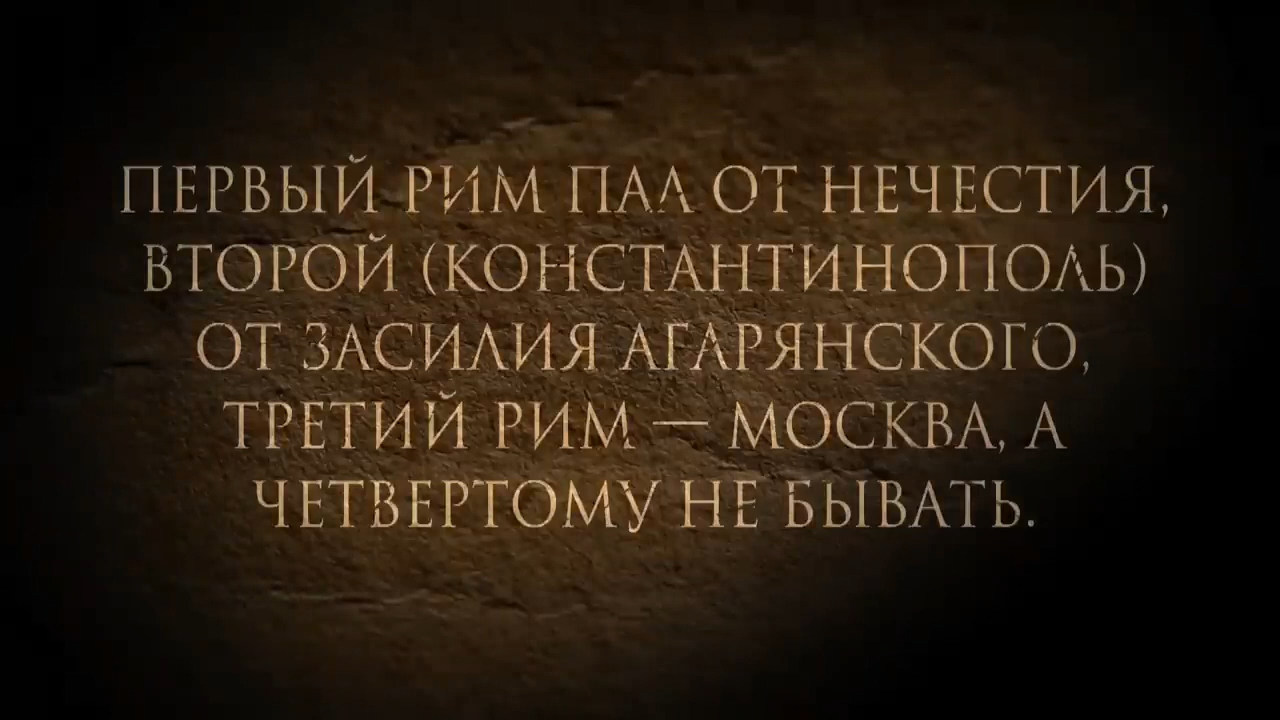 ПЕРВЫЙ РИМ ПАЛ ОТ НЕЧЕСТИЯ,
ВТОРОЙ (КОНСТАНТИНОПОЛЬ)
ОТ ЗАСИЛИЯ АГАРЯНСКОГО,
ТРЕТИЙ РИМ — МОСКВА, А
ЧЕТВЕРТОМУ НЕ БЫВАТЬ.